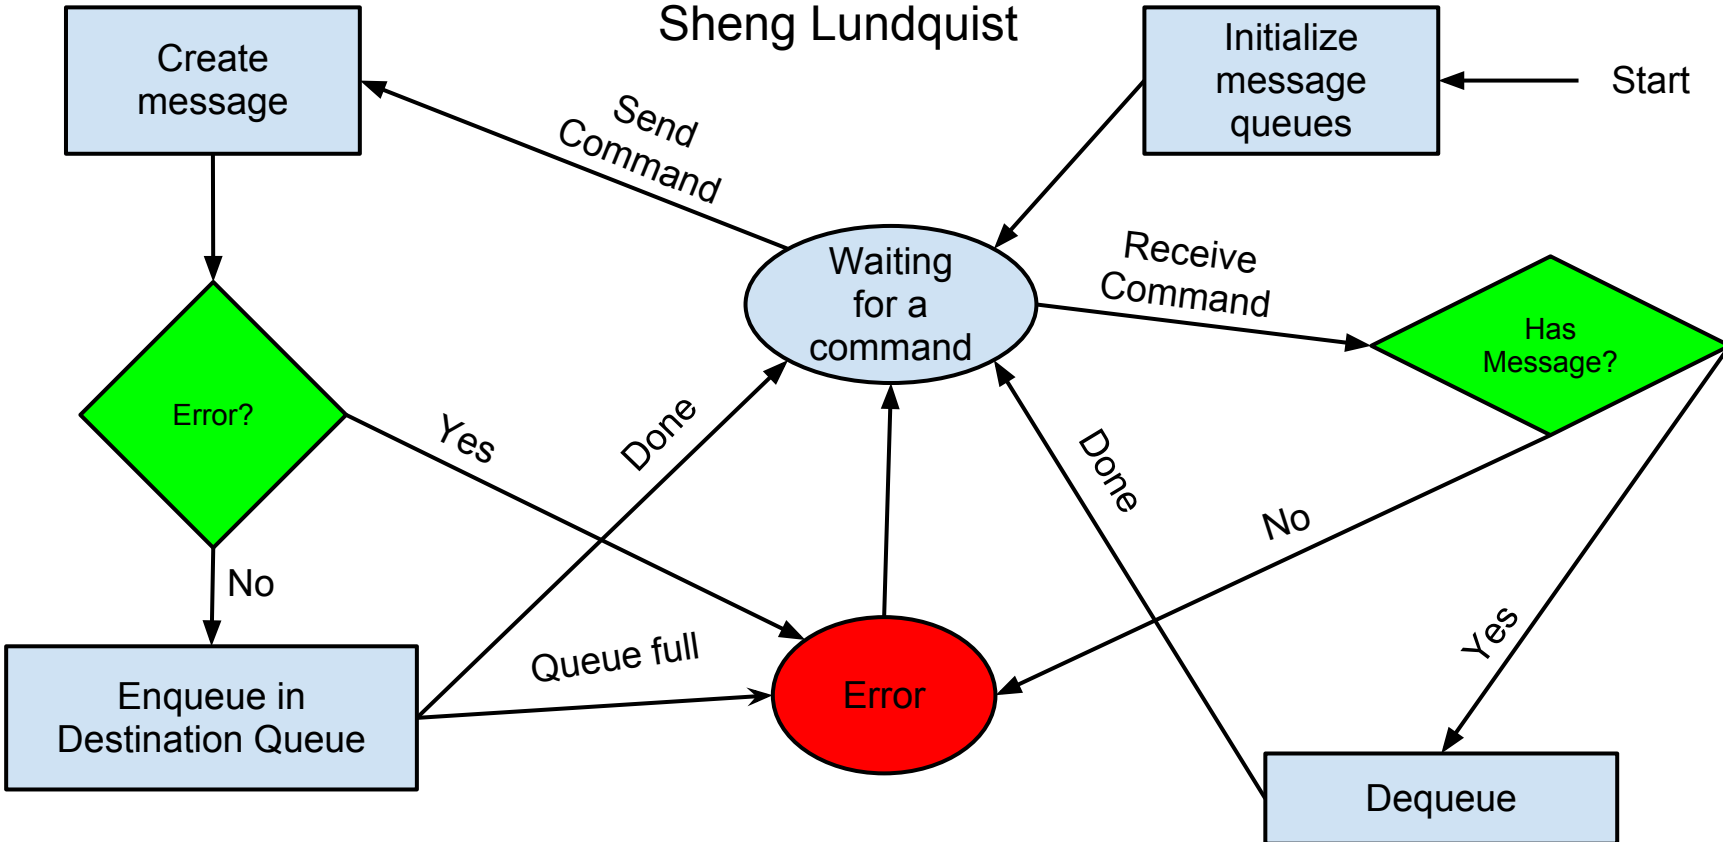 Sheng Lundquist
Create
message
Initialize
message
queues
Start
Send
Command
Waiting
for a
command
Receive
Command
Has
Message?
Error?
Yes
Done
Done
No
No
Queue full
Yes
Enqueue in
Destination Queue
Error
Dequeue